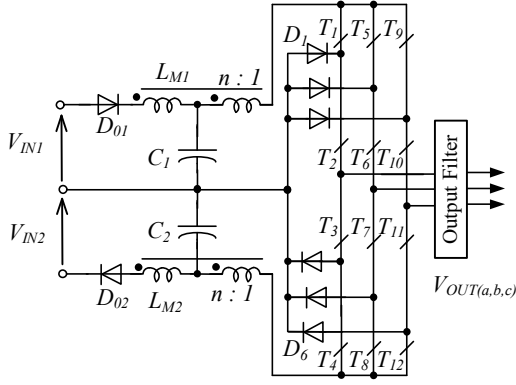 D1 T1 T5 T9
LM1 n : 1
D01
VIN1
C1
T2 T6 T10
VIN2
C2
T3 T7 T11
Output Filter
D02 LM2 n : 1
VOUT(a,b,c)
D6 T4 T8 T12